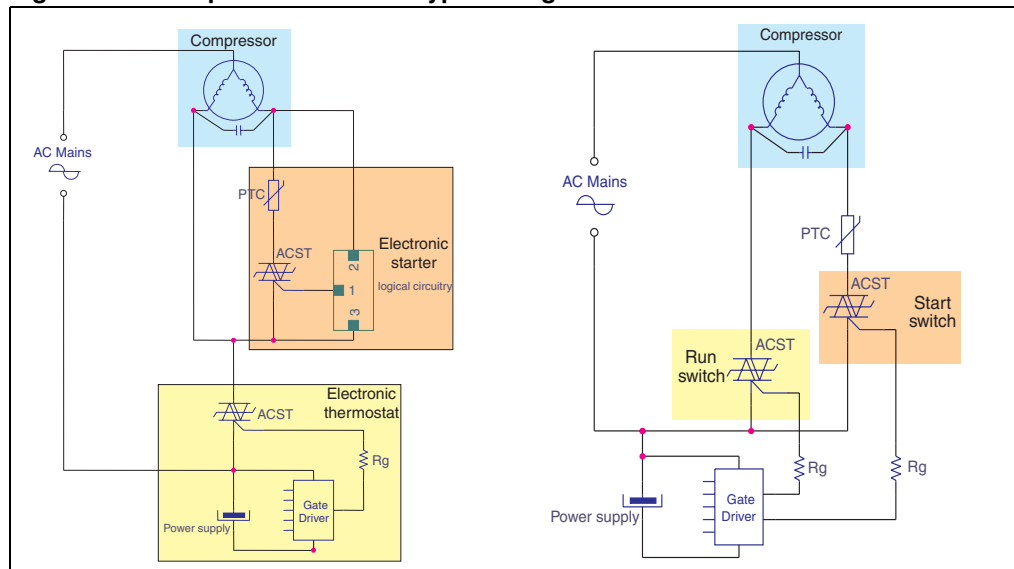 Compressor
AC Mains
PTC
ACST
Electronic
starter
logical circuitry
2
1
3
Electronic
thermostat
ACST
Rg
Gate
Driver
Power supply
Compressor
AC Mains
PTC
ACST
Start
switch
ACST
Run
switch
Rg
Rg
Gate
Driver
Power supply